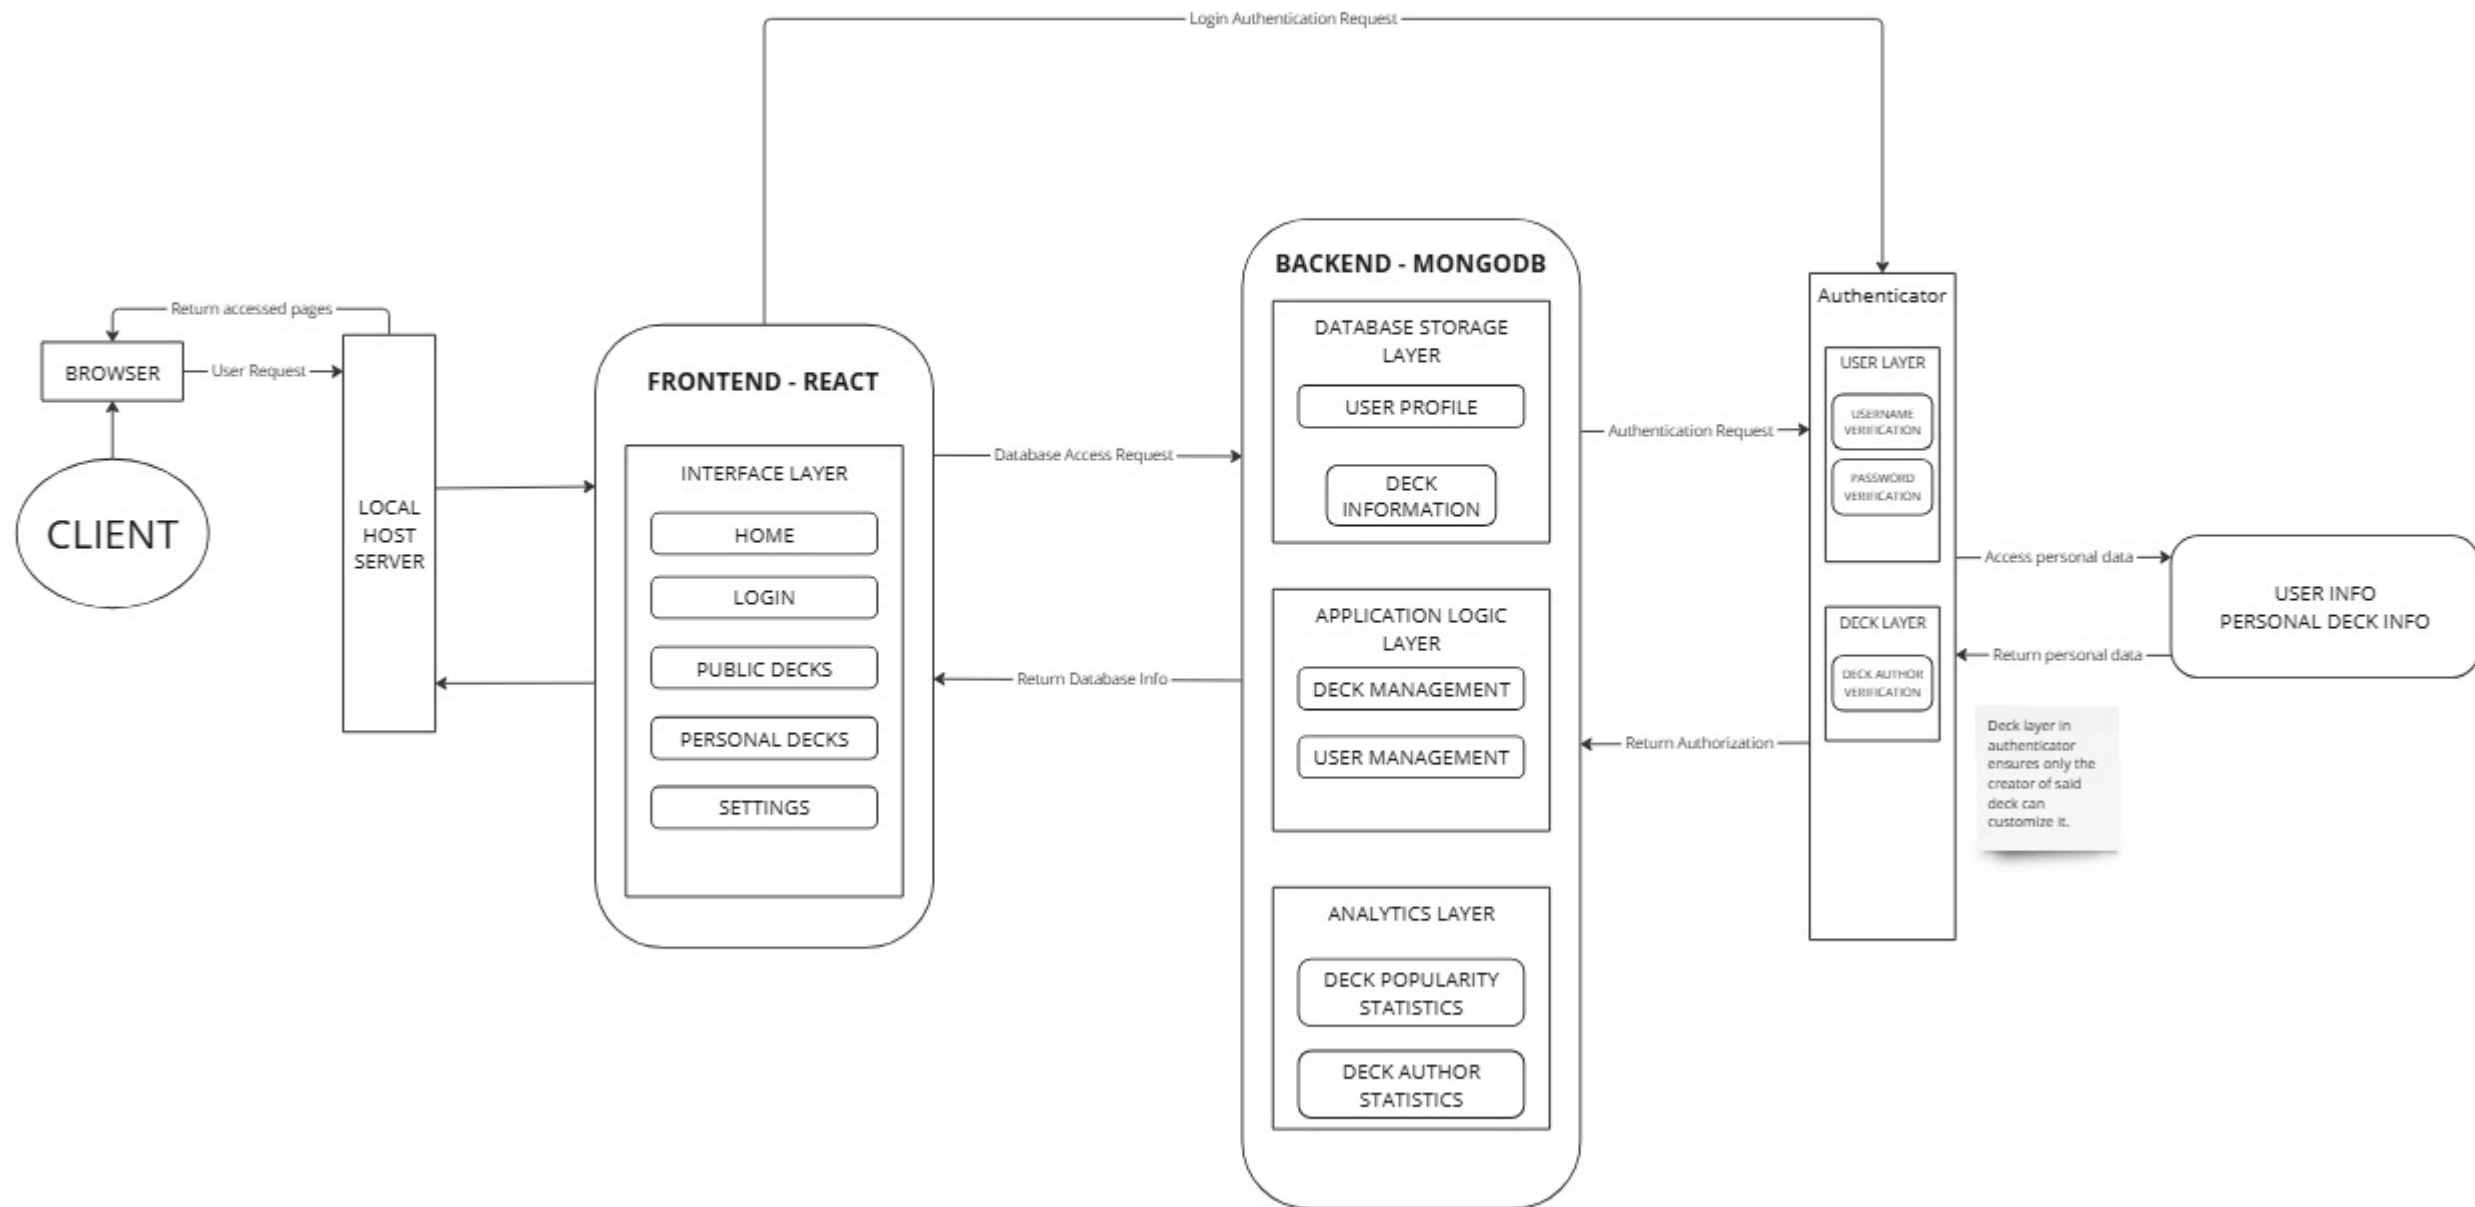 Login Authentication Request
Return accessed pages
BROWSER
User Request
CLIENT
LOCAL
HOST
SERVER
FRONTEND - REACT
INTERFACE LAYER
HOME
LOGIN
PUBLIC DECKS
PERSONAL DECKS
SETTINGS
Database Access Request
Return Database Info
BACKEND - MONGODB
DATABASE STORAGE
LAYER
USER PROFILE
DECK
INFORMATION
APPLICATION LOGIC
LAYER
DECK MANAGEMENT
USER MANAGEMENT
ANALYTICS LAYER
DECK POPULARITY
STATISTICS
DECK AUTHOR
STATISTICS
Authentication Request
Return Authorization
Authenticator
USER LAYER
USERNAME
VERIFICATION
PASSWORD
VERIFICATION
DECK LAYER
DECK AUTHOR
VERIFICATION
Access personal data
Return personal data
USER INFO
PERSONAL DECK INFO
Deck layer in
authenticator
ensures only the
creator of said
deck can
customize it.